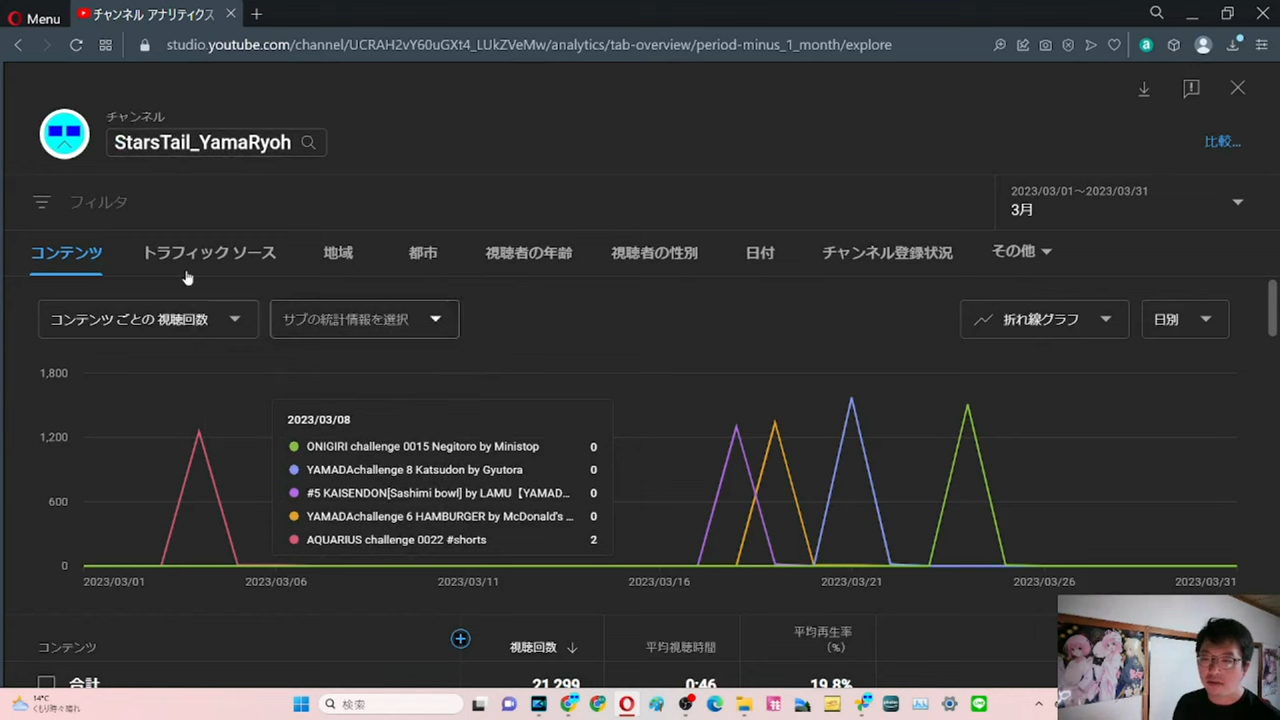 Menu
チャンネル アナリティクス
studio.youtube.com/channel/UCRAH2vY60uGXt4_LUkZVeMw/analytics/tab-overview/period-minus_1_month/explore
チャンネル
StarsTail_YamaRyoh
比較...
フィルタ
2023/03/01～2023/03/31
3月
コンテンツ
トラフィック ソース
地域
都市
視聴者の年齢
視聴者の性別
日付
チャンネル登録状況
その他
コンテンツ ごとの 視聴回数
サブの統計情報を選択
折れ線グラフ
日別
1,800
1,200
600
0
2023/03/08
ONIGIRI challenge 0015 Negitoro by Ministop 0
YAMADAchallenge 8 Katsudon by Gyutora 0
#5 KAISENDON[Sashimi bowl] by LAMU【YAMAD... 0
YAMADAchallenge 6 HAMBURGER by McDonald's ... 0
AQUARIUS challenge 0022 #shorts 2
2023/03/01
2023/03/06
2023/03/11
2023/03/16
2023/03/21
2023/03/26
2023/03/31
コンテンツ
視聴回数
平均視聴時間
平均再生率
(%)
合計
21,299
0:46
19.8%
14°C
くもり時々晴れ
検索